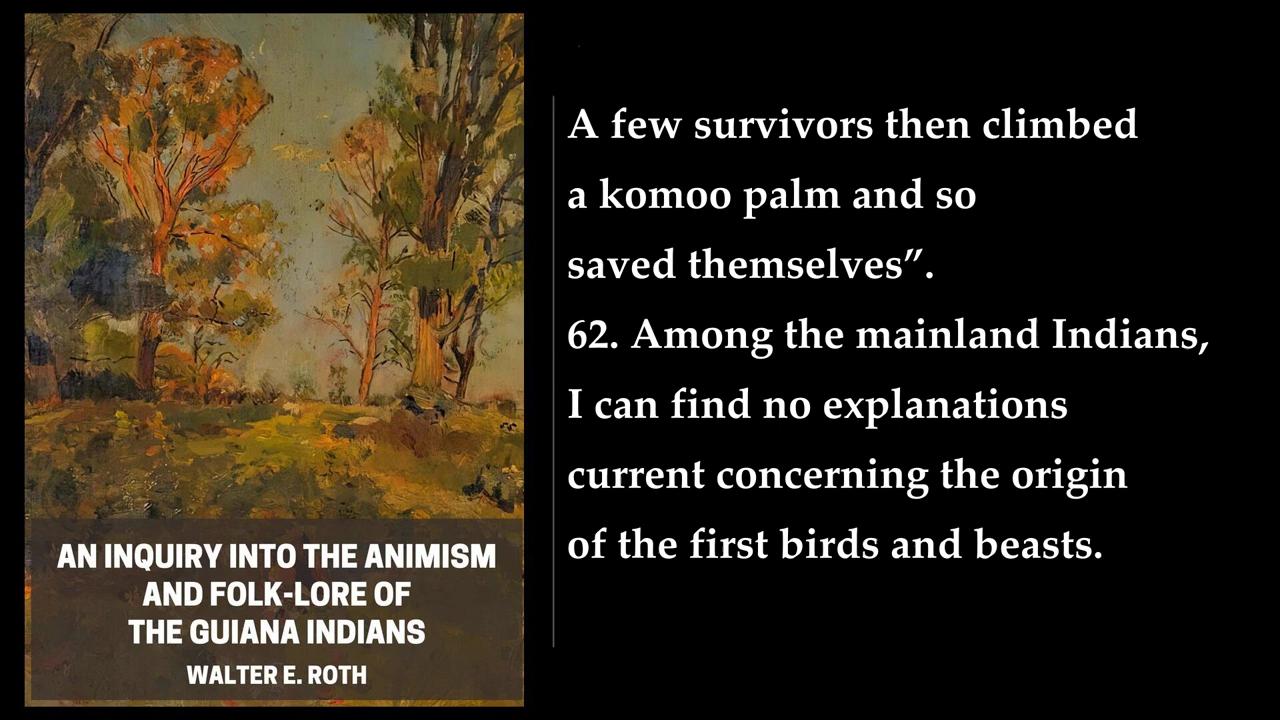 A few survivors then climbed
a komoo palm and so
saved themselves”.
62. Among the mainland Indians,
I can find no explanations
current concerning the origin
of the first birds and beasts.
AN INQUIRY INTO THE ANIMISM
AND FOLK-LORE OF
THE GUIANA INDIANS
WALTER E. ROTH